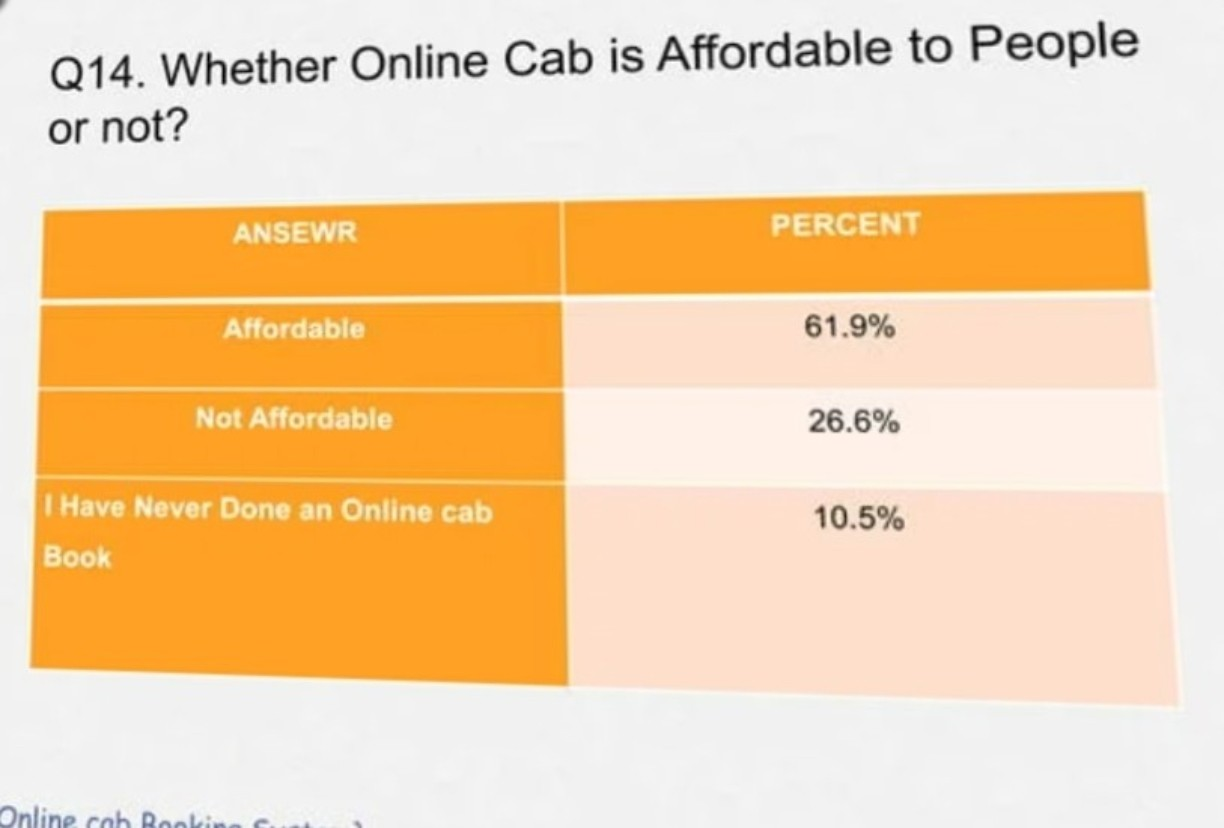 Q14. Whether Online Cab is Affordable to People
or not?
ANSEWR
PERCENT
Affordable
61.9%
Not Affordable
26.6%
I Have Never Done an Online cab
Book
10.5%
Online cab Booking